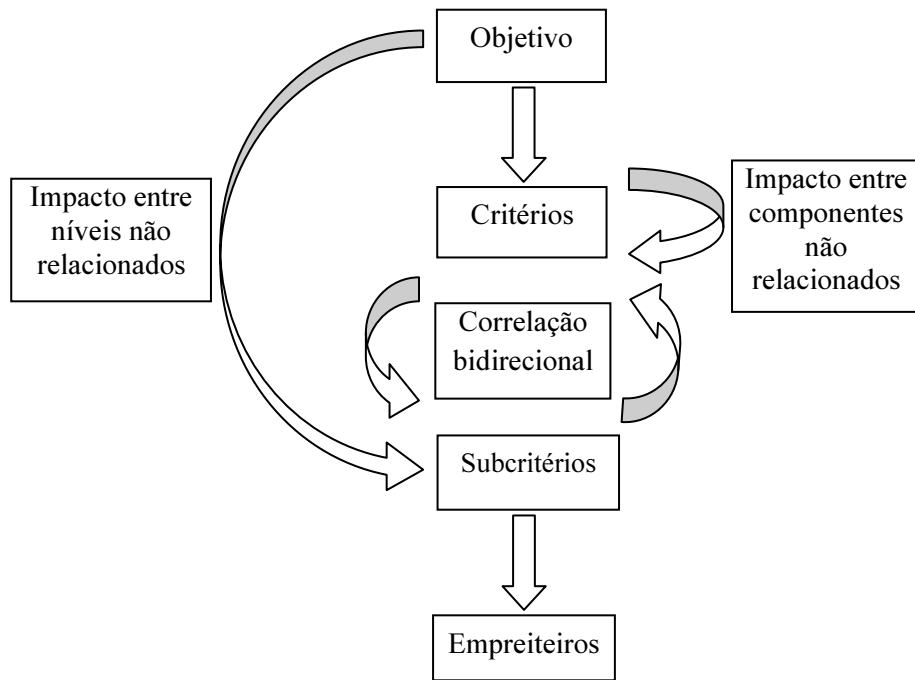 Objetivo
Impacto entre
níveis não
relacionados
Critérios
Impacto entre
componentes
não
relacionados
Correlação
bidirecional
Subcritérios
Empreiteiros